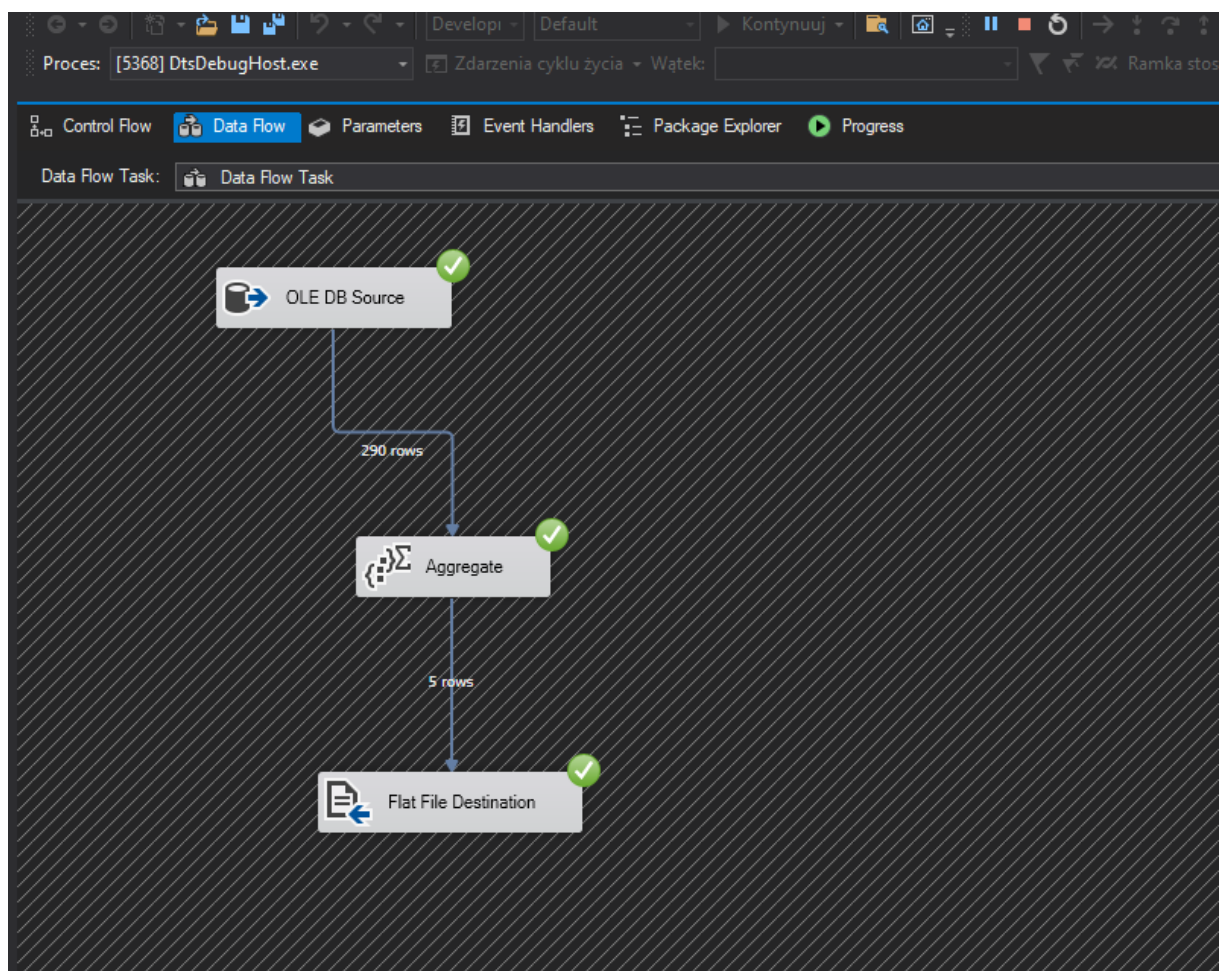 Developı Default Kontynuuj
Proces: [5368] DtsDebugHost.exe Zdarzenia cyklu życia Wątek: Ramka stos
Control Flow Data Flow Parameters Event Handlers Package Explorer Progress
Data Flow Task: Data Flow Task
OLE DB Source
290 rows
Aggregate
5 rows
Flat File Destination